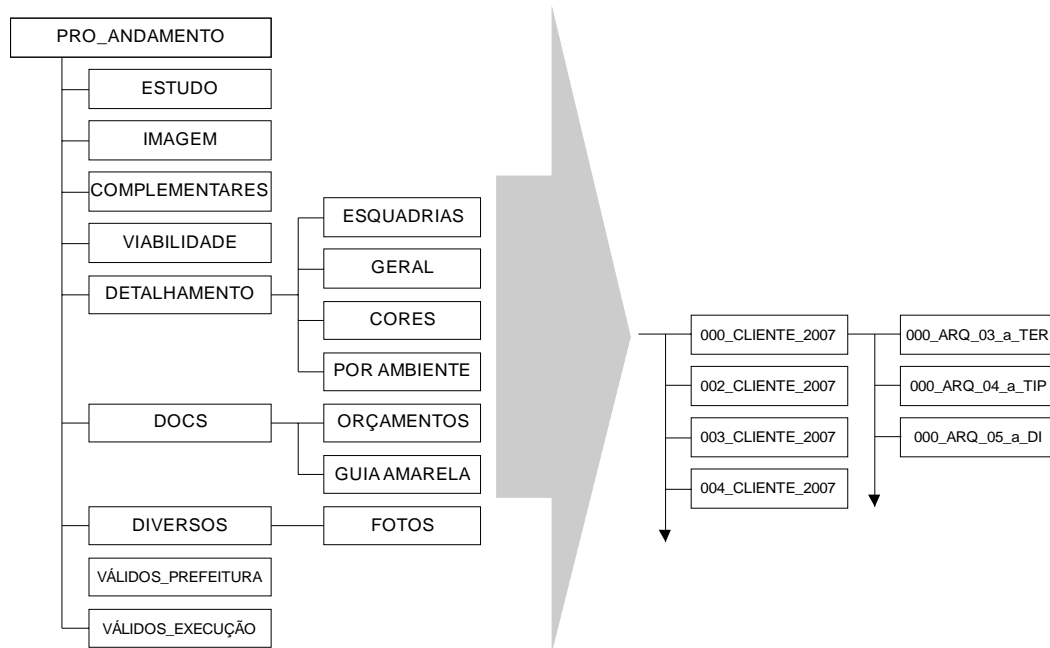 PRO_ANDAMENTO
ESTUDO
IMAGEM
COMPLEMENTARES
VIABILIDADE
DETALHAMENTO
ESQUADRIAS
GERAL
CORES
POR AMBIENTE
DOCS
ORÇAMENTOS
GUIA AMARELA
DIVERSOS
FOTOS
VÁLIDOS_PREFEITURA
VÁLIDOS_EXECUÇÃO
000_CLIENTE_2007
002_CLIENTE_2007
003_CLIENTE_2007
004_CLIENTE_2007
000_ARQ_03_a_TER
000_ARQ_04_a_TIP
000_ARQ_05_a_DI